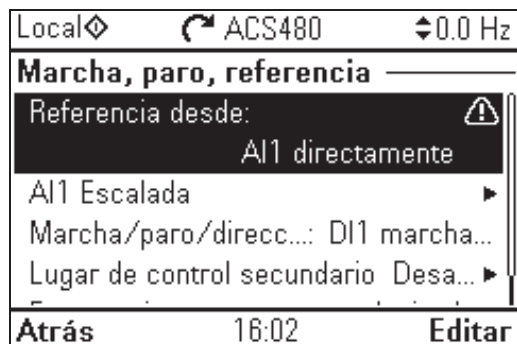 Local ACS480 0.0 Hz
Marcha, paro, referencia
Referencia desde:
AI1 directamente
AI1 Escalada
Marcha/paro/direcc...: DI1 marcha...
Lugar de control secundario Desa...
Atrás 16:02 Editar